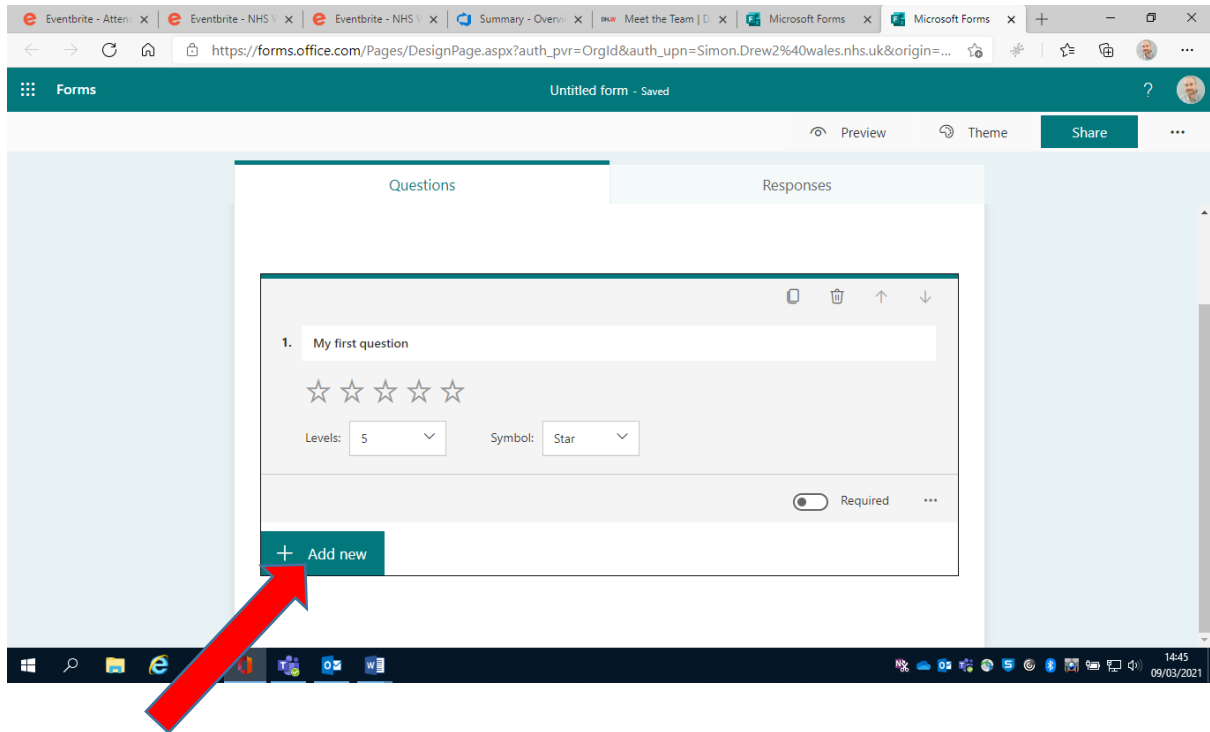 Eventbrite - Atten
Eventbrite - NHS W
Eventbrite - NHS W
Summary - Overvi
Meet the Team | D
Microsoft Forms
Microsoft Forms
https://forms.office.com/Pages/DesignPage.aspx?auth_pvr=OrgId&auth_upn=Simon.Drew2%40wales.nhs.uk&origin=...
Forms
Untitled form - Saved
?
Preview
Theme
Share
Questions
Responses
1. My first question
Levels: 5
Symbol: Star
Required
+ Add new
14:45
09/03/2021